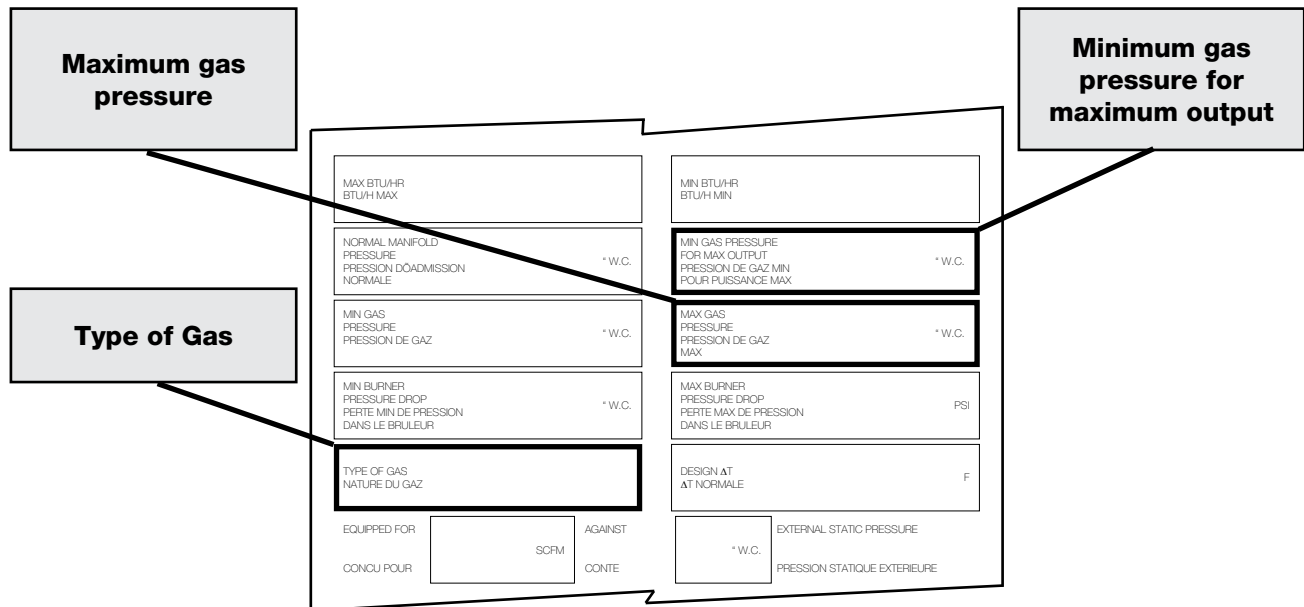 Maximum gas
pressure
Minimum gas
pressure for
maximum output
Type of Gas
MAX BTU/HR
BTU/H MAX
MIN BTU/HR
BTU/H MIN
NORMAL MANIFOLD
PRESSURE
PRESSION DÕADMISSION
NORMALE
" W.C.
MIN GAS PRESSURE
FOR MAX OUTPUT
PRESSION DE GAZ MIN
POUR PUISSANCE MAX
" W.C.
MIN GAS
PRESSURE
PRESSION DE GAZ
" W.C.
MAX GAS
PRESSURE
PRESSION DE GAZ
MAX
" W.C.
MIN BURNER
PRESSURE DROP
PERTE MIN DE PRESSION
DANS LE BRULEUR
" W.C.
MAX BURNER
PRESSURE DROP
PERTE MAX DE PRESSION
DANS LE BRULEUR
PSI
TYPE OF GAS
NATURE DU GAZ
DESIGN ΔT
ΔT NORMALE
F
EQUIPPED FOR
CONCU POUR
SCFM
AGAINST
CONTE
" W.C.
EXTERNAL STATIC PRESSURE
PRESSION STATIQUE EXTERIEURE